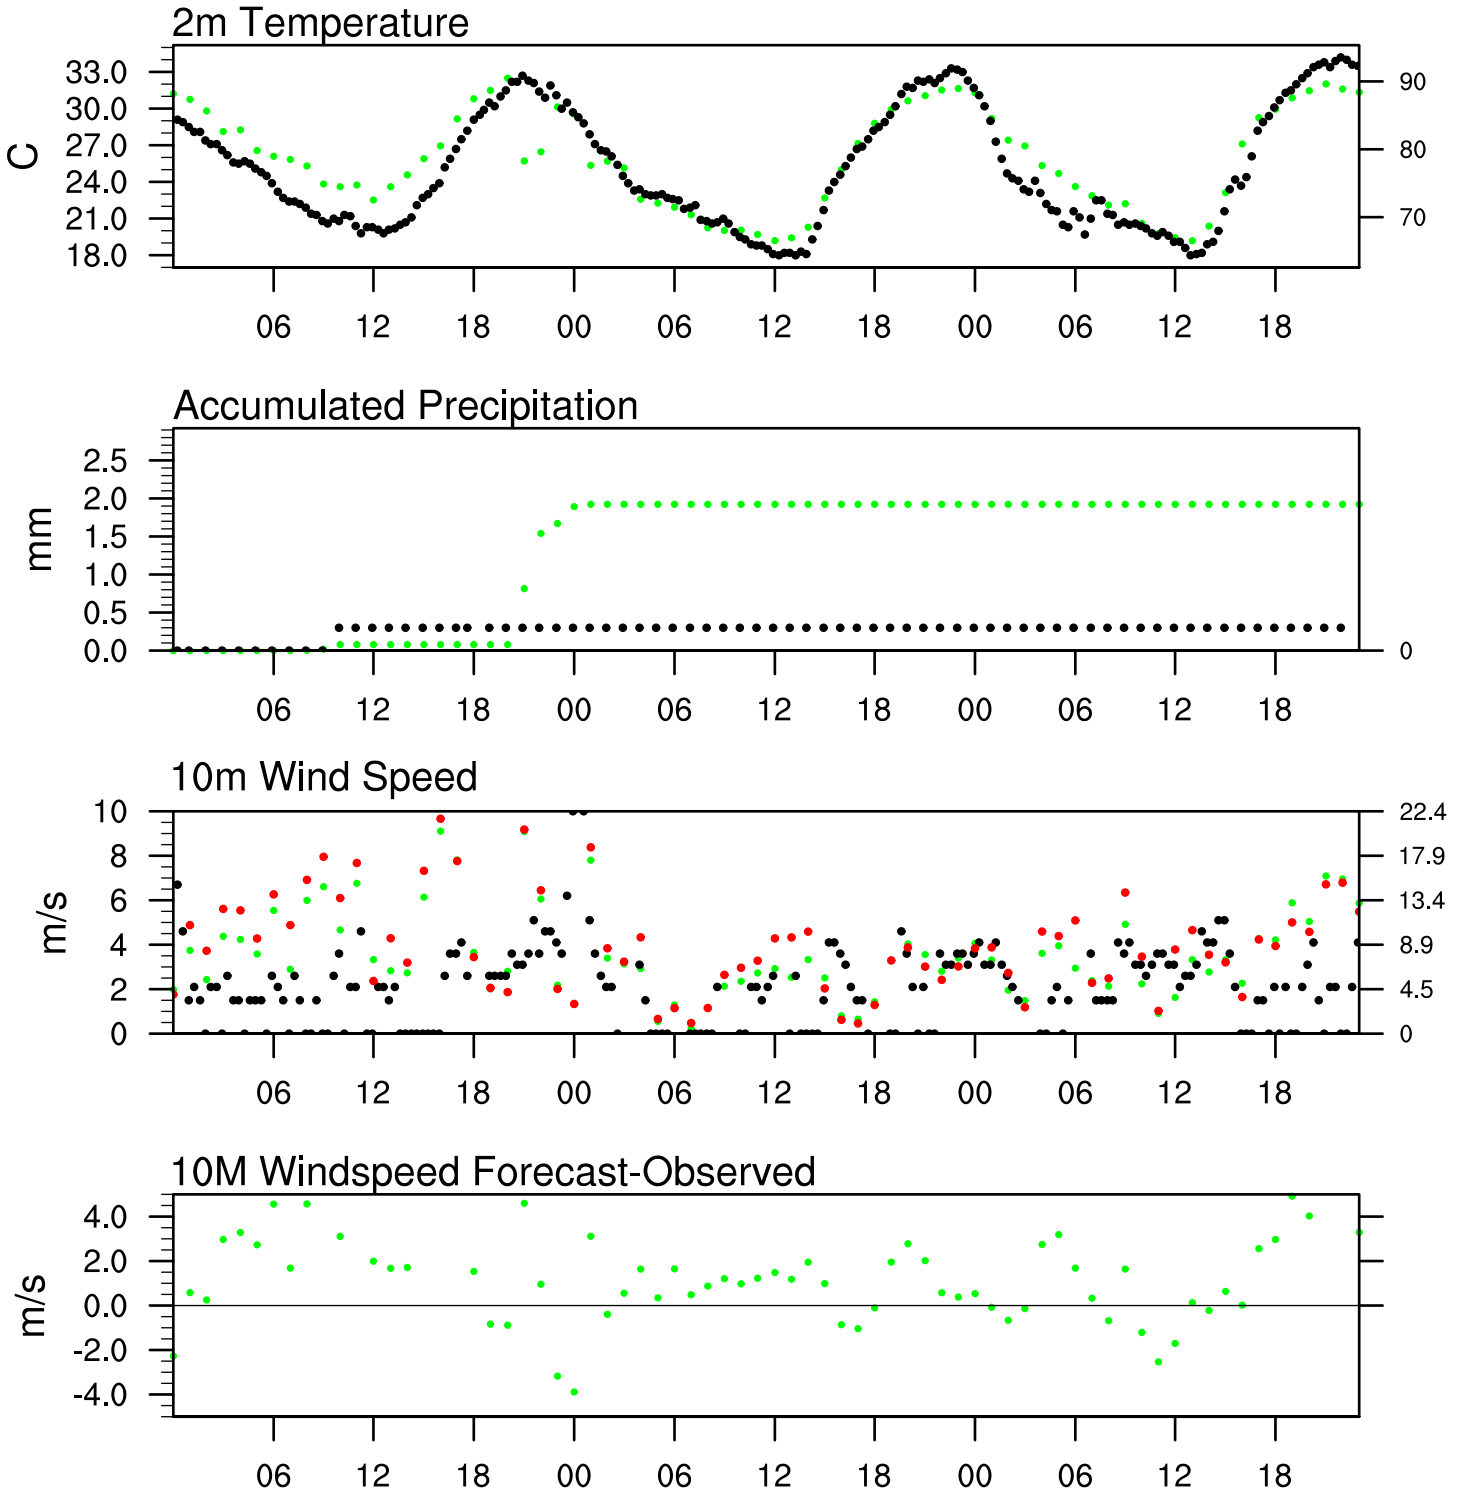 2m Temperature
33.0
30.0
27.0
24.0
21.0
18.0
C
90
80
70
06 12 18 00 06 12 18 00 06 12 18
Accumulated Precipitation
2.5
2.0
1.5
1.0
0.5
0.0
mm
0
06 12 18 00 06 12 18 00 06 12 18
10m Wind Speed
10
8
6
4
2
0
m/s
22.4
17.9
13.4
8.9
4.5
0
06 12 18 00 06 12 18 00 06 12 18
10M Windspeed Forecast-Observed
4.0
2.0
0.0
-2.0
-4.0
m/s
06 12 18 00 06 12 18 00 06 12 18